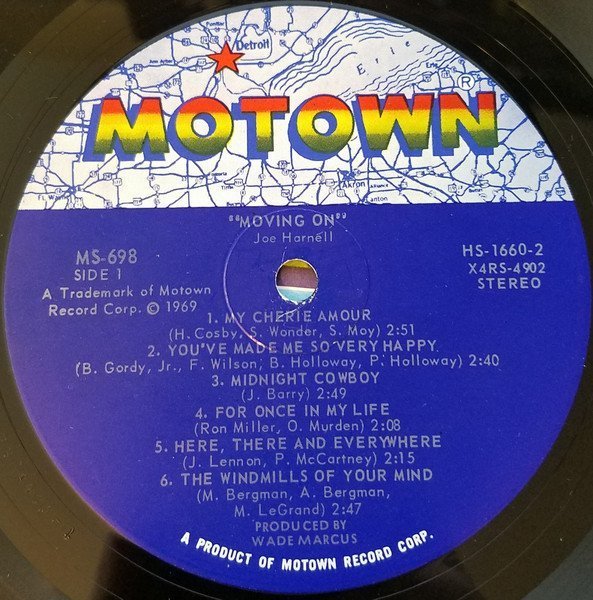 Detroit
Erie
MOTOWN®
Akron
"MOVING ON"
Joe Harnell
MS-698
SIDE 1
HS-1660-2
X4RS-4902
STEREO
A Trademark of Motown
Record Corp. © 1969
1. MY CHERIE AMOUR
(H. Cosby, S. Wonder, S. Moy) 2:51
2. YOU'VE MADE ME SO VERY HAPPY
(B. Gordy, Jr., F. Wilson, B. Holloway, P. Holloway) 2:40
3. MIDNIGHT COWBOY
(J. Barry) 2:49
4. FOR ONCE IN MY LIFE
(Ron Miller, O. Murden) 2:08
5. HERE, THERE AND EVERYWHERE
(J. Lennon, P. McCartney) 2:15
6. THE WINDMILLS OF YOUR MIND
(M. Bergman, A. Bergman,
M. LeGrand) 2:47
PRODUCED BY
WADE MARCUS
A PRODUCT OF MOTOWN RECORD CORP.